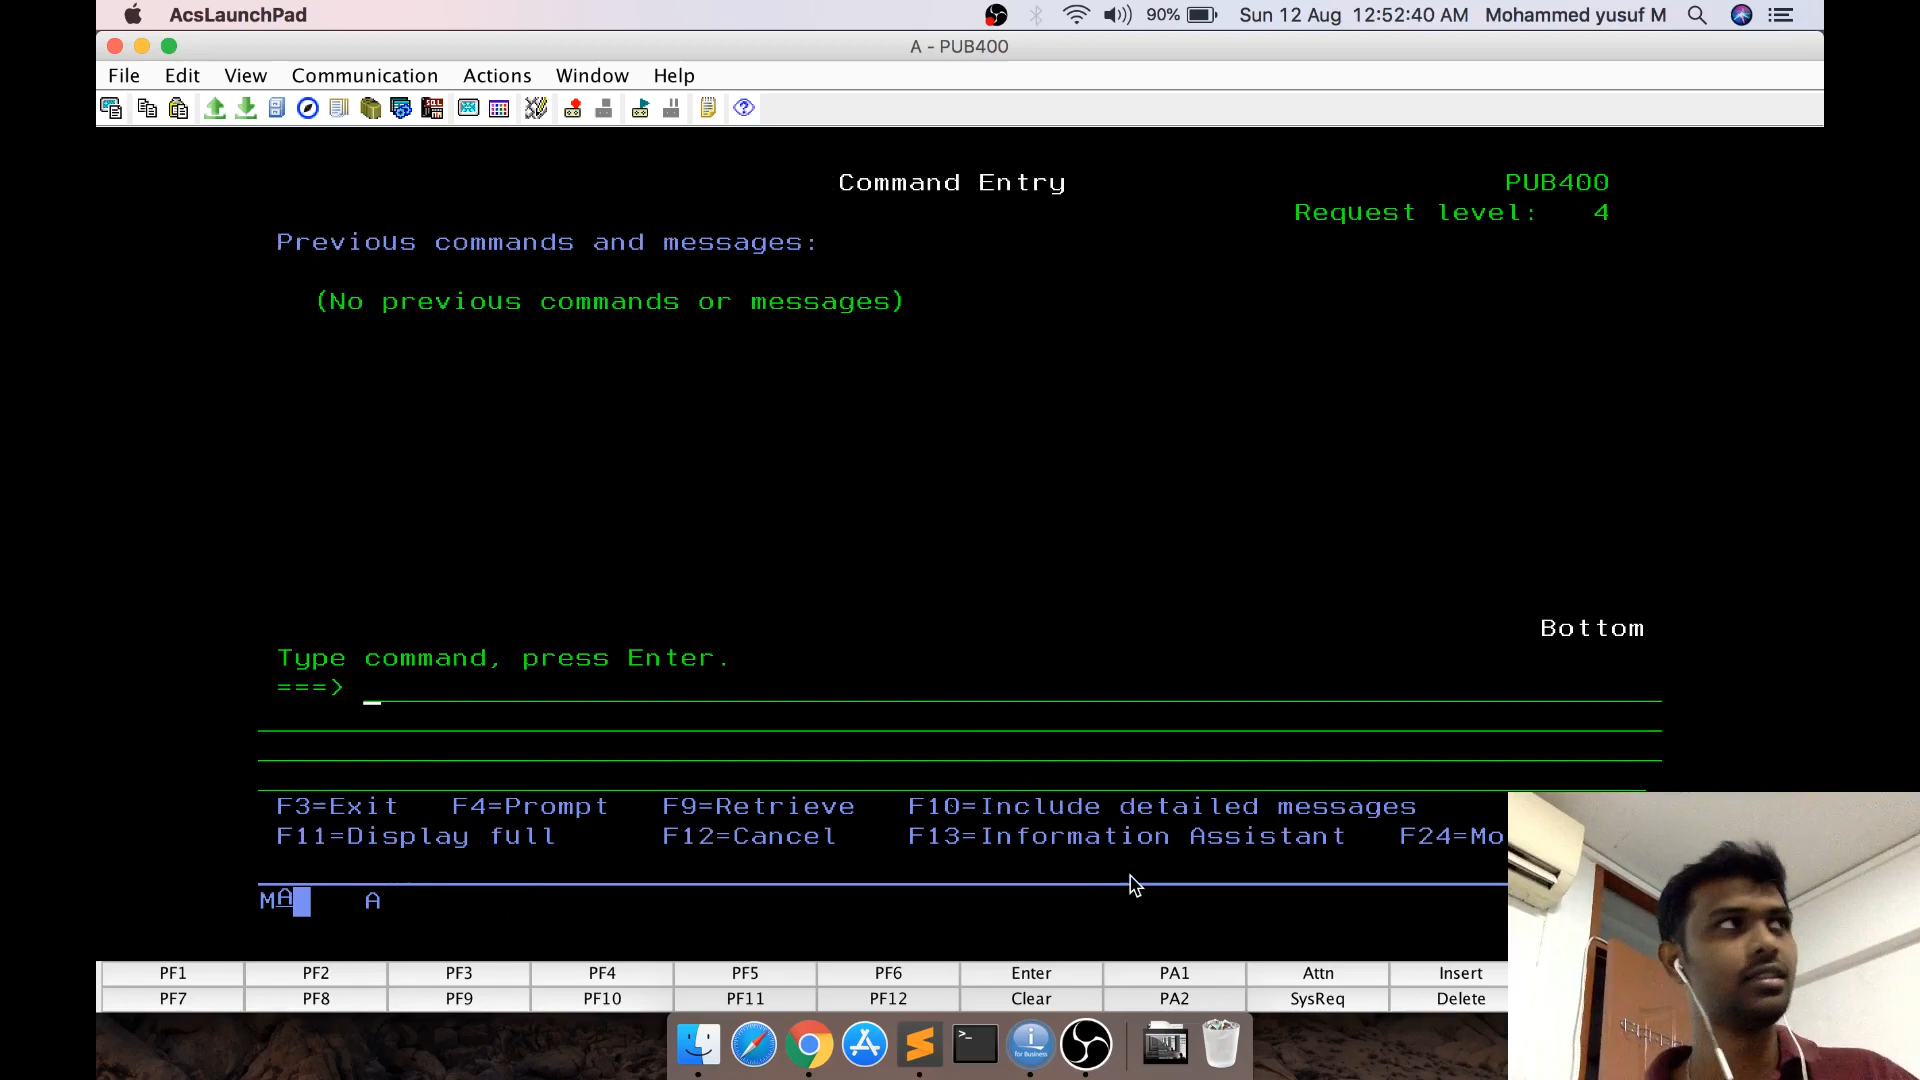 AcsLaunchPad 90% Sun 12 Aug 12:52:40 AM Mohammed yusuf M
A - PUB400
File Edit View Communication Actions Window Help
Command Entry PUB400
Request level: 4
Previous commands and messages:
(No previous commands or messages)
Bottom
Type command, press Enter.
===>
F3=Exit F4=Prompt F9=Retrieve F10=Include detailed messages
F11=Display full F12=Cancel F13=Information Assistant F24=Mo
MA A
PF1 PF2 PF3 PF4 PF5 PF6 Enter PA1 Attn Insert
PF7 PF8 PF9 PF10 PF11 PF12 Clear PA2 SysReq Delete
>_ i for Business